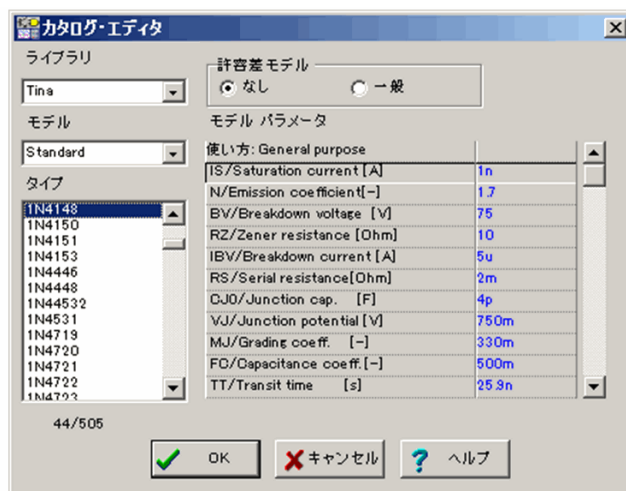 カタログ・エディタ
ライブラリ
Tina
モデル
Standard
タイプ
1N4148
1N4150
1N4151
1N4153
1N4446
1N4448
1N44532
1N4531
1N4719
1N4720
1N4721
1N4722
1N4723
44/505
許容差モデル
なし 一般
モデル パラメータ
使い方: General purpose
IS/Saturation current [A] 1n
N/Emission coefficient[-] 1.7
BV/Breakdown voltage [V] 75
RZ/Zener resistance [Ohm] 10
IBV/Breakdown current [A] 5u
RS/Serial resistance[Ohm] 2m
CJ0/Junction cap. [F] 4p
VJ/Junction potential [V] 750m
MJ/Grading coeff. [-] 330m
FC/Capacitance coeff.[-] 500m
TT/Transit time [s] 25.9n
OK キャンセル ヘルプ